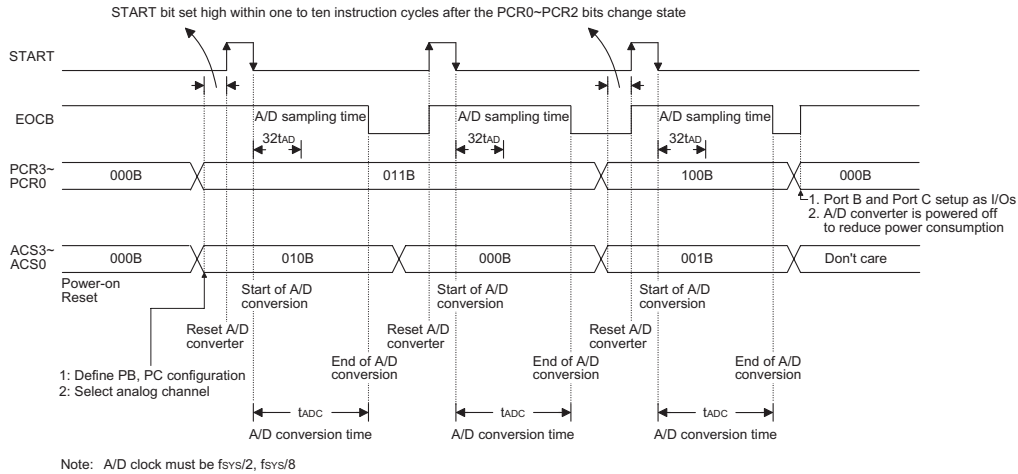 START bit set high within one to ten instruction cycles after the PCR0~PCR2 bits change state
START
EOCB
A/D sampling time
A/D sampling time
A/D sampling time
32tAD
32tAD
32tAD
PCR3~
PCR0
000B
011B
100B
000B
1. Port B and Port C setup as I/Os
2. A/D converter is powered off
to reduce power consumption
ACS3~
ACS0
000B
010B
000B
001B
Don't care
Power-on
Reset
Start of A/D
conversion
Start of A/D
conversion
Start of A/D
conversion
Reset A/D
converter
Reset A/D
converter
Reset A/D
converter
End of A/D
conversion
End of A/D
conversion
End of A/D
conversion
1: Define PB, PC configuration
2: Select analog channel
tADC
tADC
tADC
A/D conversion time
A/D conversion time
A/D conversion time
Note: A/D clock must be fSYS/2, fSYS/8